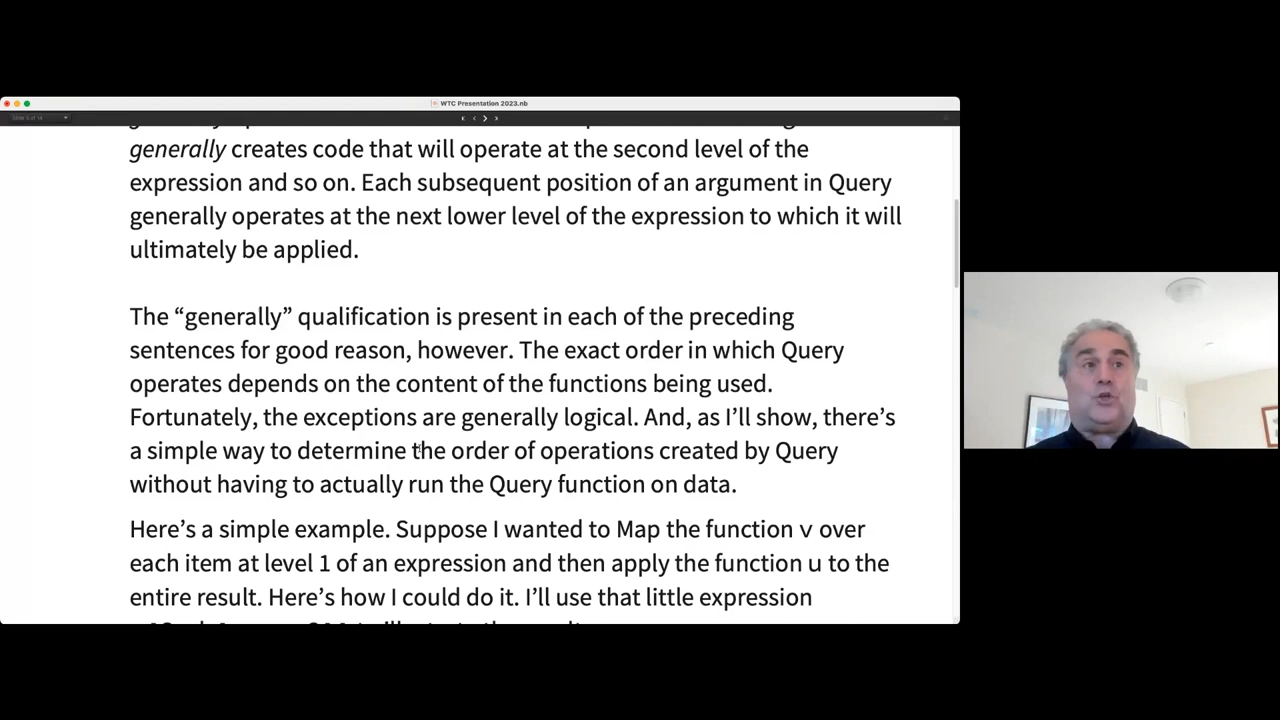 WTC Presentation 2023.nb
generally creates code that will operate at the second level of the
expression and so on. Each subsequent position of an argument in Query
generally operates at the next lower level of the expression to which it will
ultimately be applied.
The “generally” qualification is present in each of the preceding
sentences for good reason, however. The exact order in which Query
operates depends on the content of the functions being used.
Fortunately, the exceptions are generally logical. And, as I’ll show, there’s
a simple way to determine the order of operations created by Query
without having to actually run the Query function on data.
Here’s a simple example. Suppose I wanted to Map the function v over
each item at level 1 of an expression and then apply the function u to the
entire result. Here’s how I could do it. I’ll use that little expression